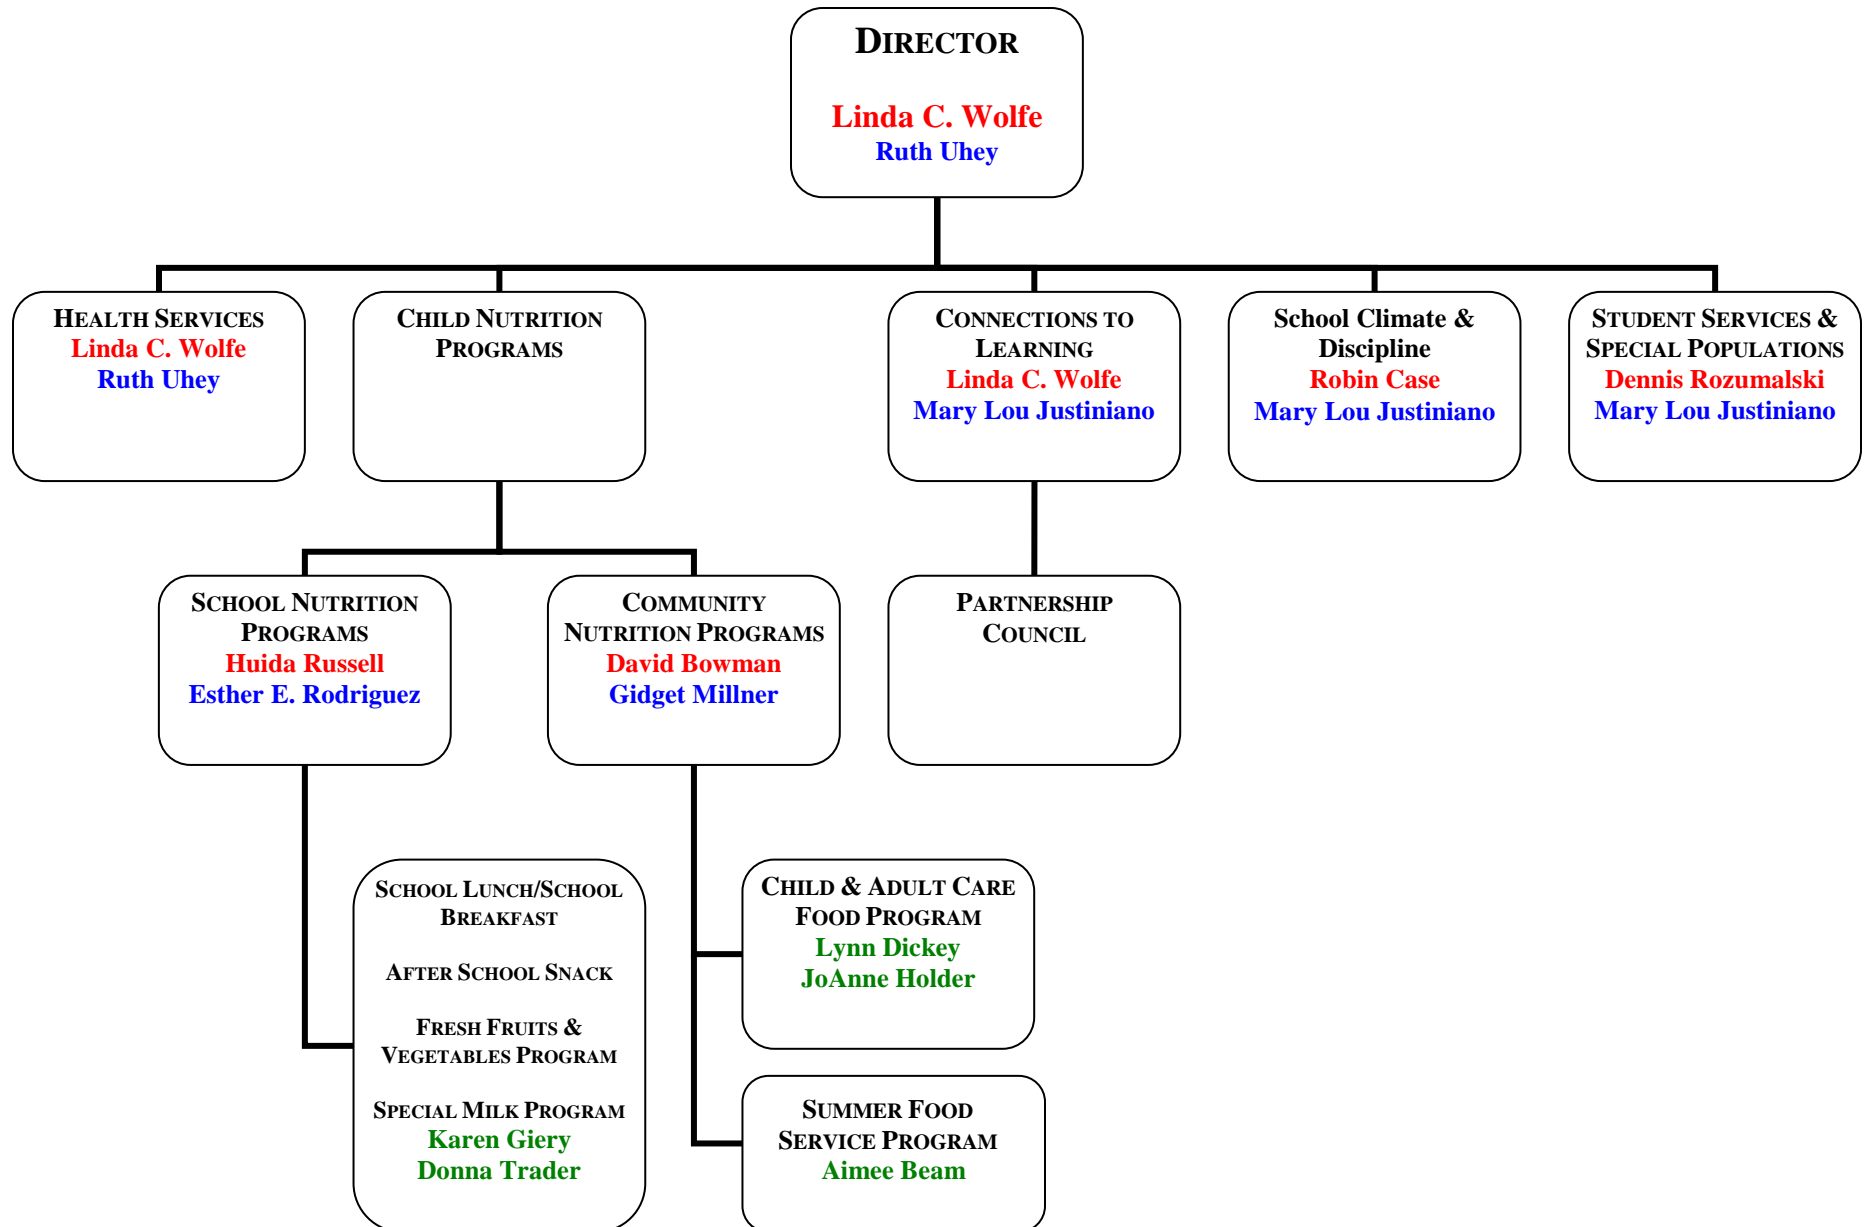 DIRECTOR
Linda C. Wolfe
Ruth Uhey
HEALTH SERVICES
Linda C. Wolfe
Ruth Uhey
CHILD NUTRITION
PROGRAMS
CONNECTIONS TO
LEARNING
Linda C. Wolfe
Mary Lou Justiniano
School Climate &
Discipline
Robin Case
Mary Lou Justiniano
STUDENT SERVICES &
SPECIAL POPULATIONS
Dennis Rozumalski
Mary Lou Justiniano
SCHOOL NUTRITION
PROGRAMS
Huida Russell
Esther E. Rodriguez
COMMUNITY
NUTRITION PROGRAMS
David Bowman
Gidget Millner
PARTNERSHIP
COUNCIL
SCHOOL LUNCH/SCHOOL
BREAKFAST
AFTER SCHOOL SNACK
FRESH FRUITS &
VEGETABLES PROGRAM
SPECIAL MILK PROGRAM
Karen Giery
Donna Trader
CHILD & ADULT CARE
FOOD PROGRAM
Lynn Dickey
JoAnne Holder
SUMMER FOOD
SERVICE PROGRAM
Aimee Beam